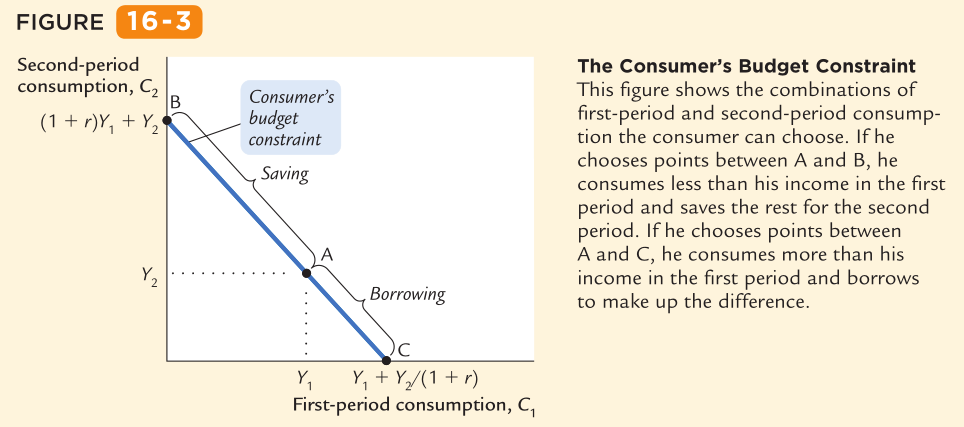 FIGURE 16-3
Second-period
consumption, C₂
B
(1 + r)Y₁ + Y₂
Consumer’s
budget
constraint
Saving
A
Y₂
Borrowing
C
Y₁
Y₁ + Y₂/(1 + r)
First-period consumption, C₁
The Consumer’s Budget Constraint
This figure shows the combinations of
first-period and second-period consump-
tion the consumer can choose. If he
chooses points between A and B, he
consumes less than his income in the first
period and saves the rest for the second
period. If he chooses points between
A and C, he consumes more than his
income in the first period and borrows
to make up the difference.